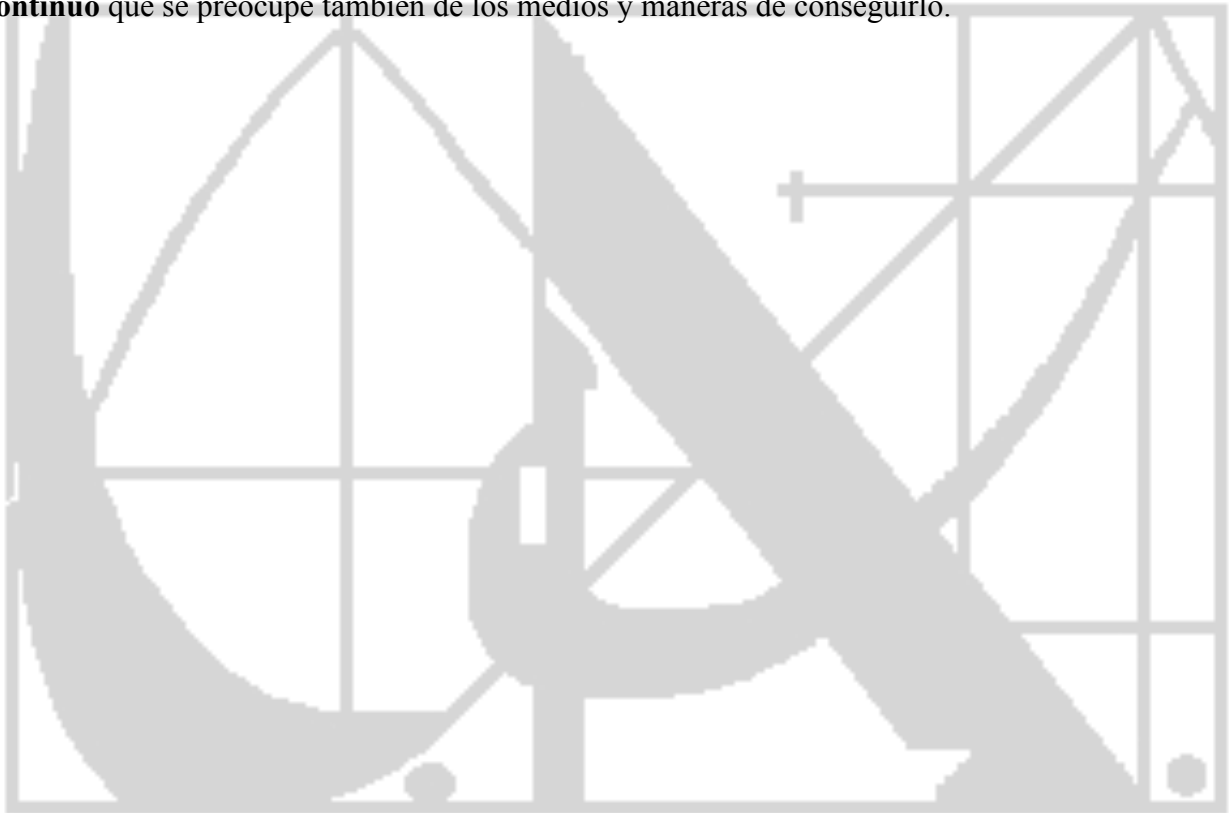 ontinuo que se preocupe también de los medios y maneras de conseguirlo.